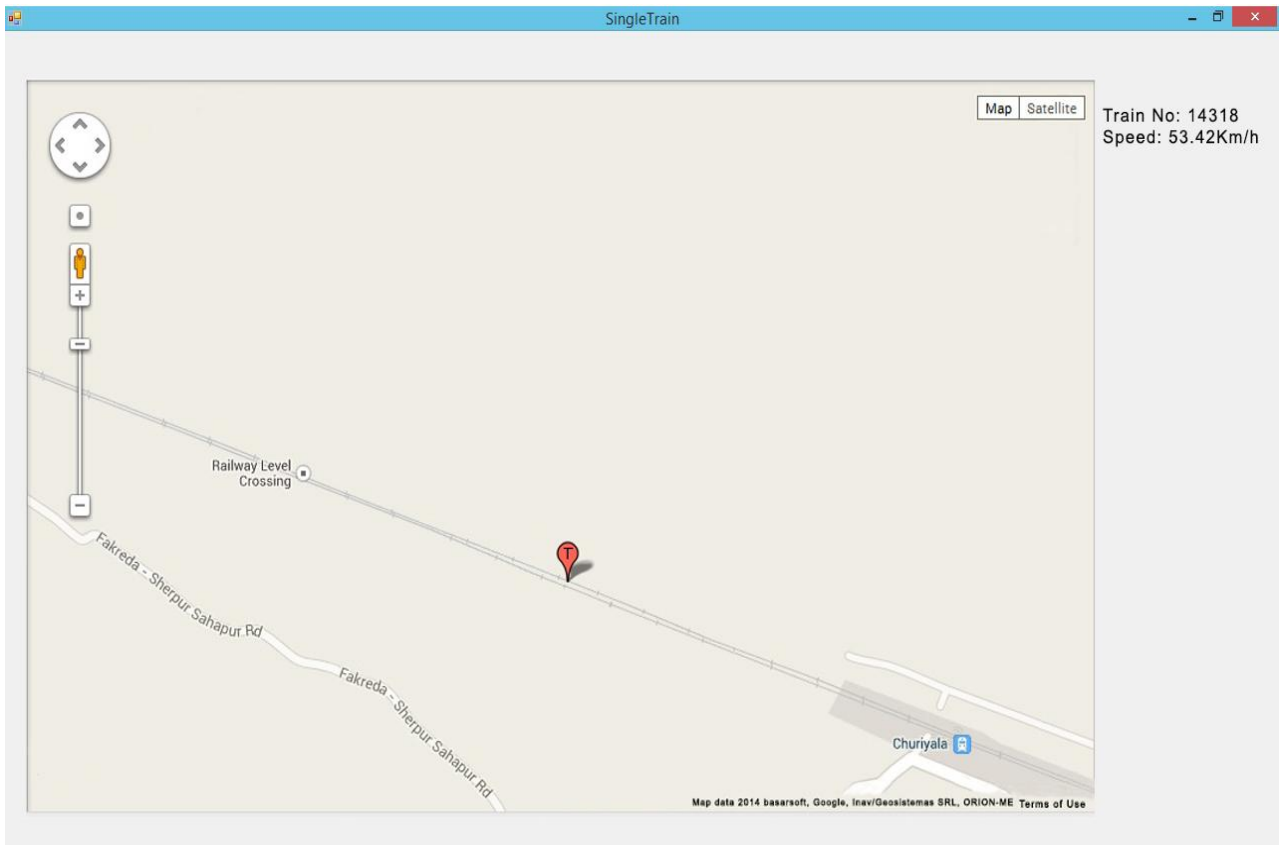 SingleTrain
Map Satellite
Train No: 14318
Speed: 53.42Km/h
Railway Level
Crossing
T
Fakreda - Sherpur Sahapur Rd
Fakreda - Sherpur Sahapur Rd
Churiyala
Map data 2014 basarsoft, Google, Inav/Geosistemas SRL, ORION-ME Terms of Use